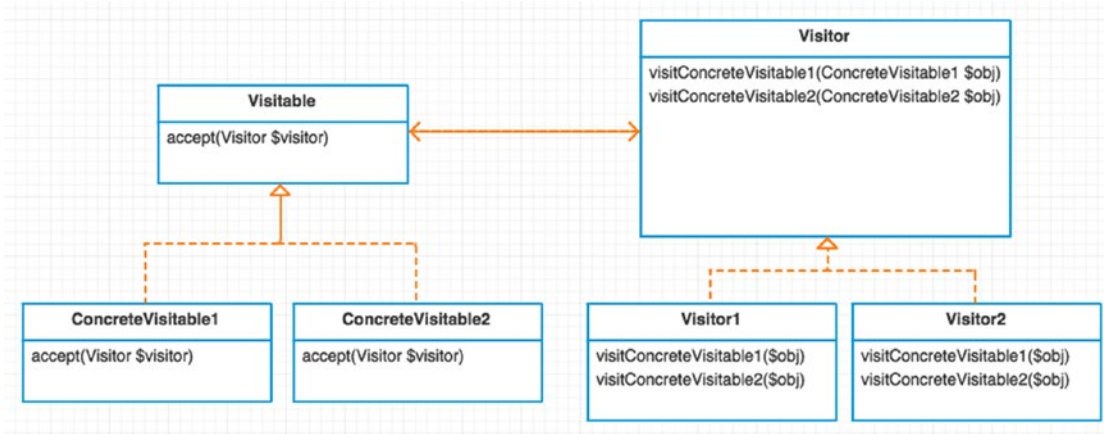 Visitor
visitConcreteVisitable1(ConcreteVisitable1 $obj)
visitConcreteVisitable2(ConcreteVisitable2 $obj)
Visitable
accept(Visitor $visitor)
ConcreteVisitable1
accept(Visitor $visitor)
ConcreteVisitable2
accept(Visitor $visitor)
Visitor1
visitConcreteVisitable1($obj)
visitConcreteVisitable2($obj)
Visitor2
visitConcreteVisitable1($obj)
visitConcreteVisitable2($obj)